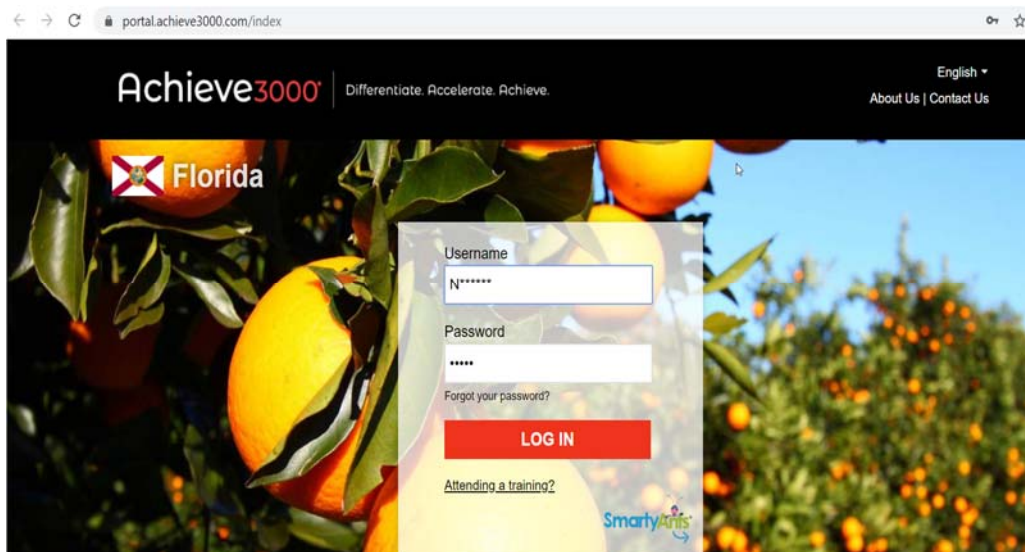 portal.achieve3000.com/index
Achieve3000
Differentiate. Accelerate. Achieve.
English
About Us | Contact Us
Florida
Username
N******
Password
•••••
Forgot your password?
LOG IN
Attending a training?
SmartyAnts